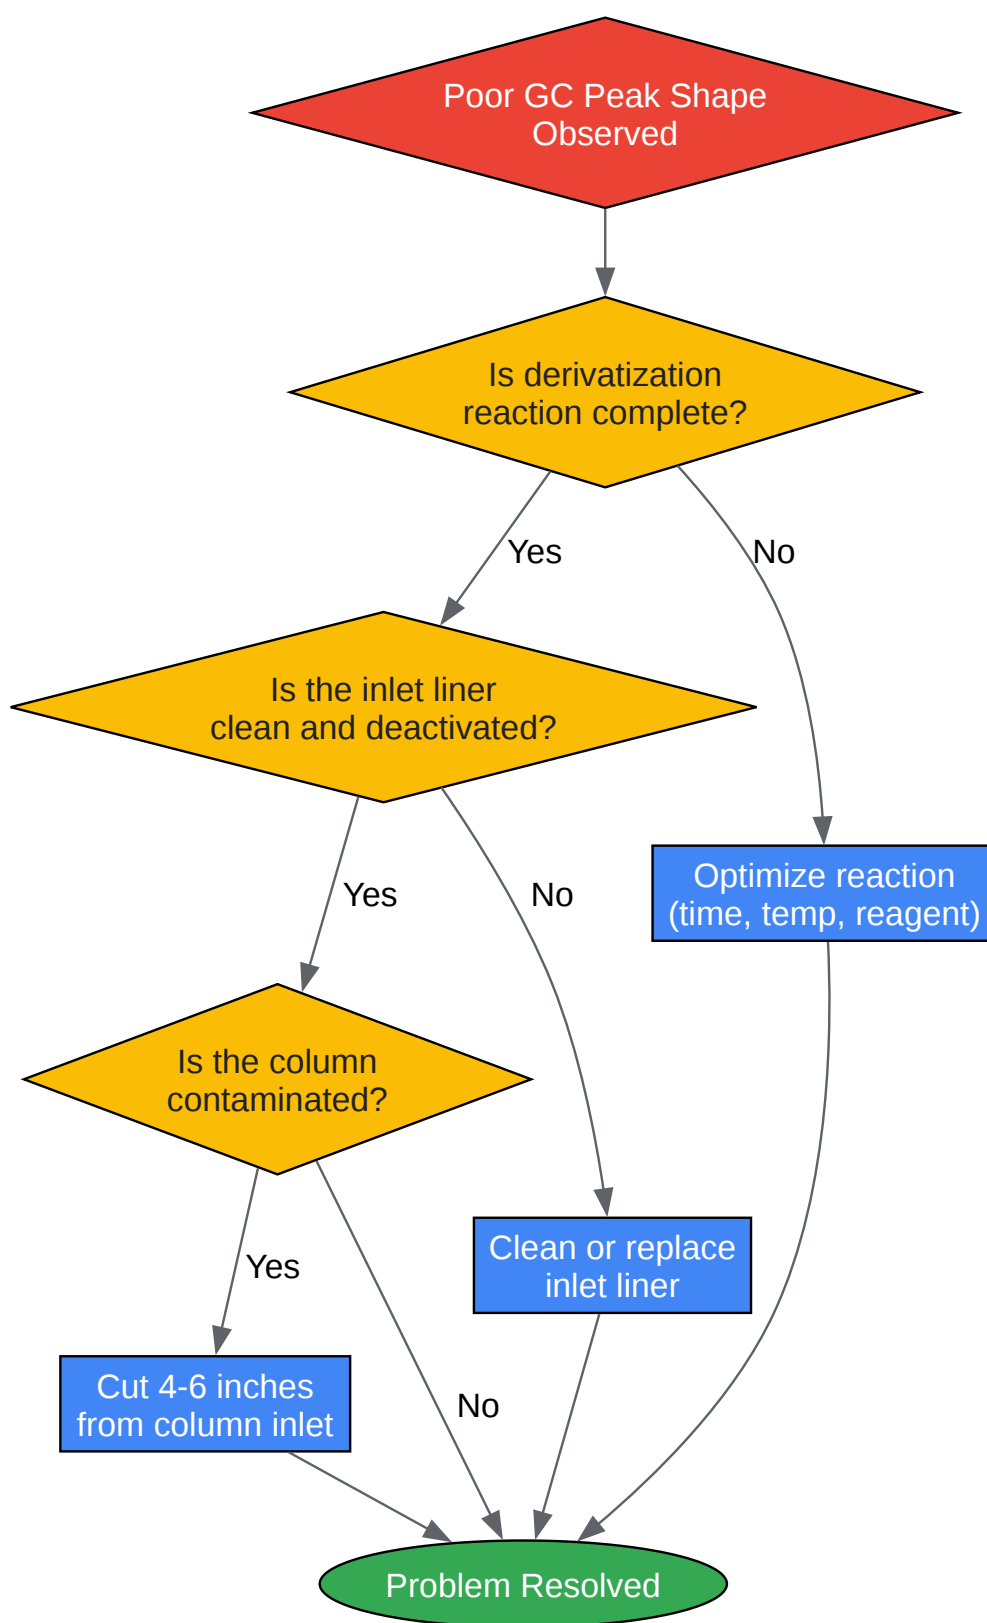 Poor GC Peak Shape
Observed
Is derivatization
reaction complete?
Yes
No
Is the inlet liner
clean and deactivated?
Yes
No
Optimize reaction
(time, temp, reagent)
Is the column
contaminated?
Yes
No
Clean or replace
inlet liner
Cut 4-6 inches
from column inlet
Problem Resolved